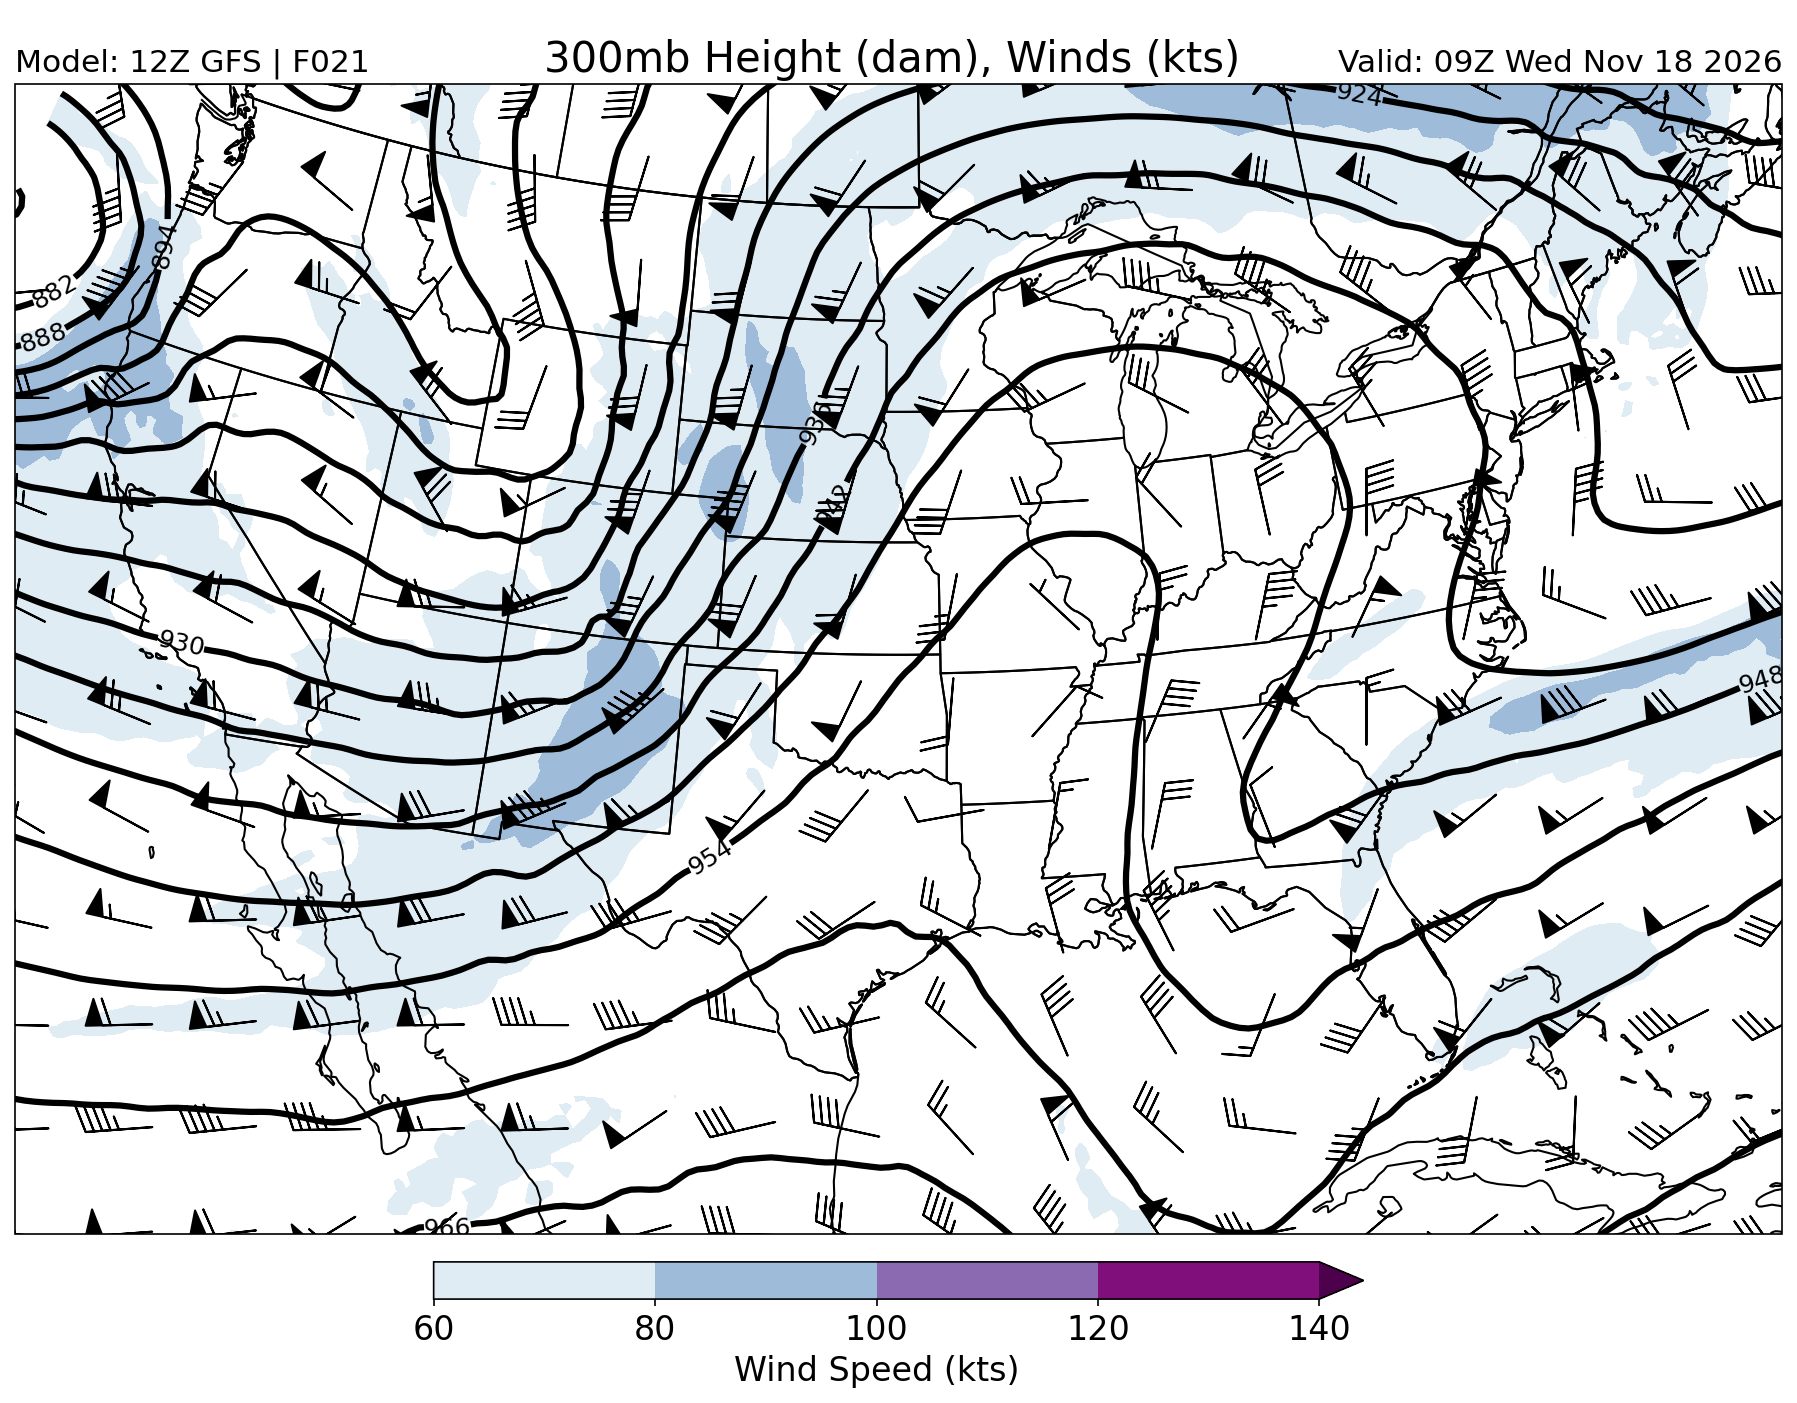 Model: 12Z GFS | F021
300mb Height (dam), Winds (kts)
Valid: 09Z Wed Nov 18 2026
924
894
882
888
936
942
930
948
954
966
60 80 100 120 140
Wind Speed (kts)